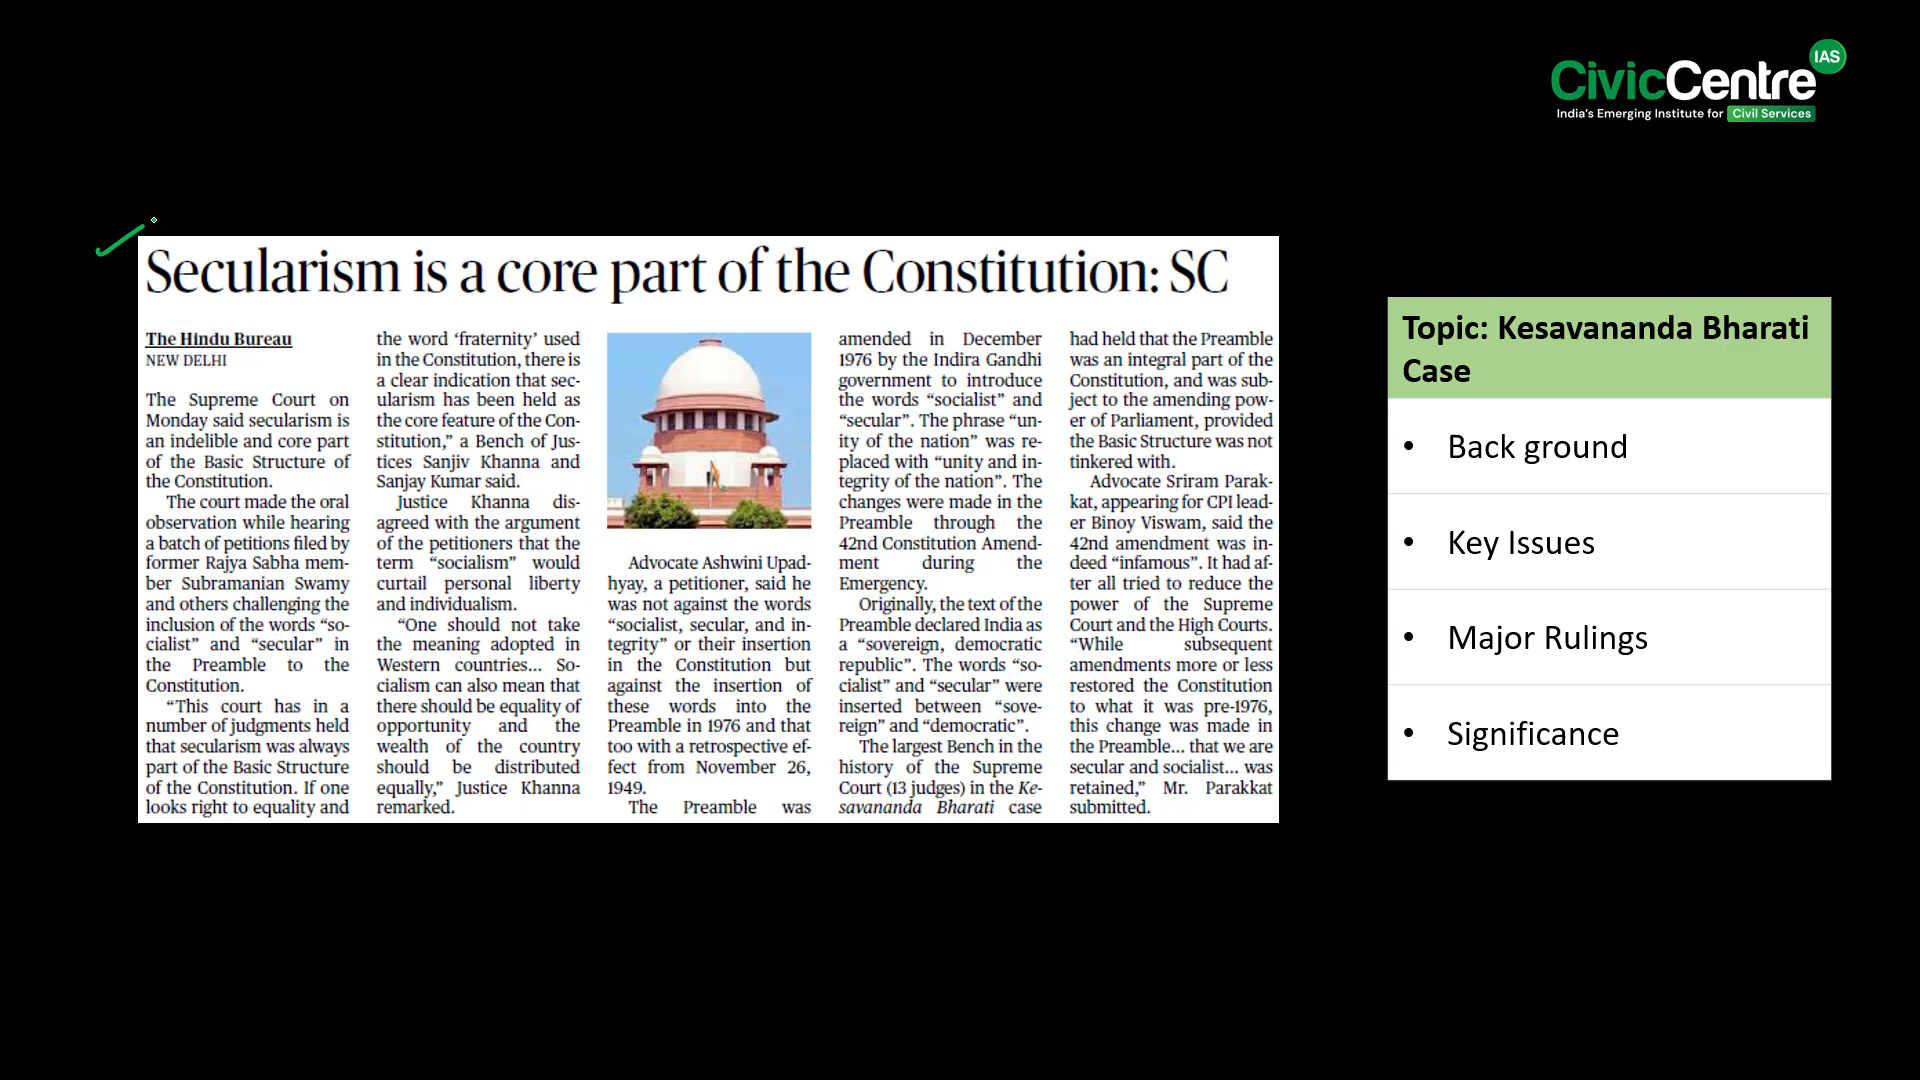 CivicCentre IAS
India's Emerging Institute for Civil Services
Secularism is a core part of the Constitution: SC
The Hindu Bureau
NEW DELHI
The Supreme Court on
Monday said secularism is
an indelible and core part
of the Basic Structure of
the Constitution.
The court made the oral
observation while hearing
a batch of petitions filed by
former Rajya Sabha mem-
ber Subramanian Swamy
and others challenging the
inclusion of the words “so-
cialist” and “secular” in
the Preamble to the
Constitution.
“This court has in a
number of judgments held
that secularism was always
part of the Basic Structure
of the Constitution. If one
looks right to equality and
the word ‘fraternity’ used
in the Constitution, there is
a clear indication that sec-
ularism has been held as
the core feature of the Con-
stitution,” a Bench of Jus-
tices Sanjiv Khanna and
Sanjay Kumar said.
Justice Khanna dis-
agreed with the argument
of the petitioners that the
term “socialism” would
curtail personal liberty
and individualism.
“One should not take
the meaning adopted in
Western countries... So-
cialism can also mean that
there should be equality of
opportunity and the
wealth of the country
should be distributed
equally,” Justice Khanna
remarked.
Advocate Ashwini Upad-
hyay, a petitioner, said he
was not against the words
“socialist, secular, and in-
tegrity” or their insertion
in the Constitution but
against the insertion of
these words into the
Preamble in 1976 and that
too with a retrospective ef-
fect from November 26,
1949.
The Preamble was
amended in December
1976 by the Indira Gandhi
government to introduce
the words “socialist” and
“secular”. The phrase “un-
ity of the nation” was re-
placed with “unity and in-
tegrity of the nation”. The
changes were made in the
Preamble through the
42nd Constitution Amend-
ment during the
Emergency.
Originally, the text of the
Preamble declared India as
a “sovereign, democratic
republic”. The words “so-
cialist” and “secular” were
inserted between “sove-
reign” and “democratic”.
The largest Bench in the
history of the Supreme
Court (13 judges) in the Ke-
savananda Bharati case
had held that the Preamble
was an integral part of the
Constitution, and was sub-
ject to the amending pow-
er of Parliament, provided
the Basic Structure was not
tinkered with.
Advocate Sriram Parak-
kat, appearing for CPI lead-
er Binoy Viswam, said the
42nd amendment was in-
deed “infamous”. It had af-
ter all tried to reduce the
power of the Supreme
Court and the High Courts.
“While subsequent
amendments more or less
restored the Constitution
to what it was pre-1976,
this change was made in
the Preamble... that we are
secular and socialist... was
retained,” Mr. Parakkat
submitted.
Topic: Kesavananda Bharati
Case
• Back ground
• Key Issues
• Major Rulings
• Significance